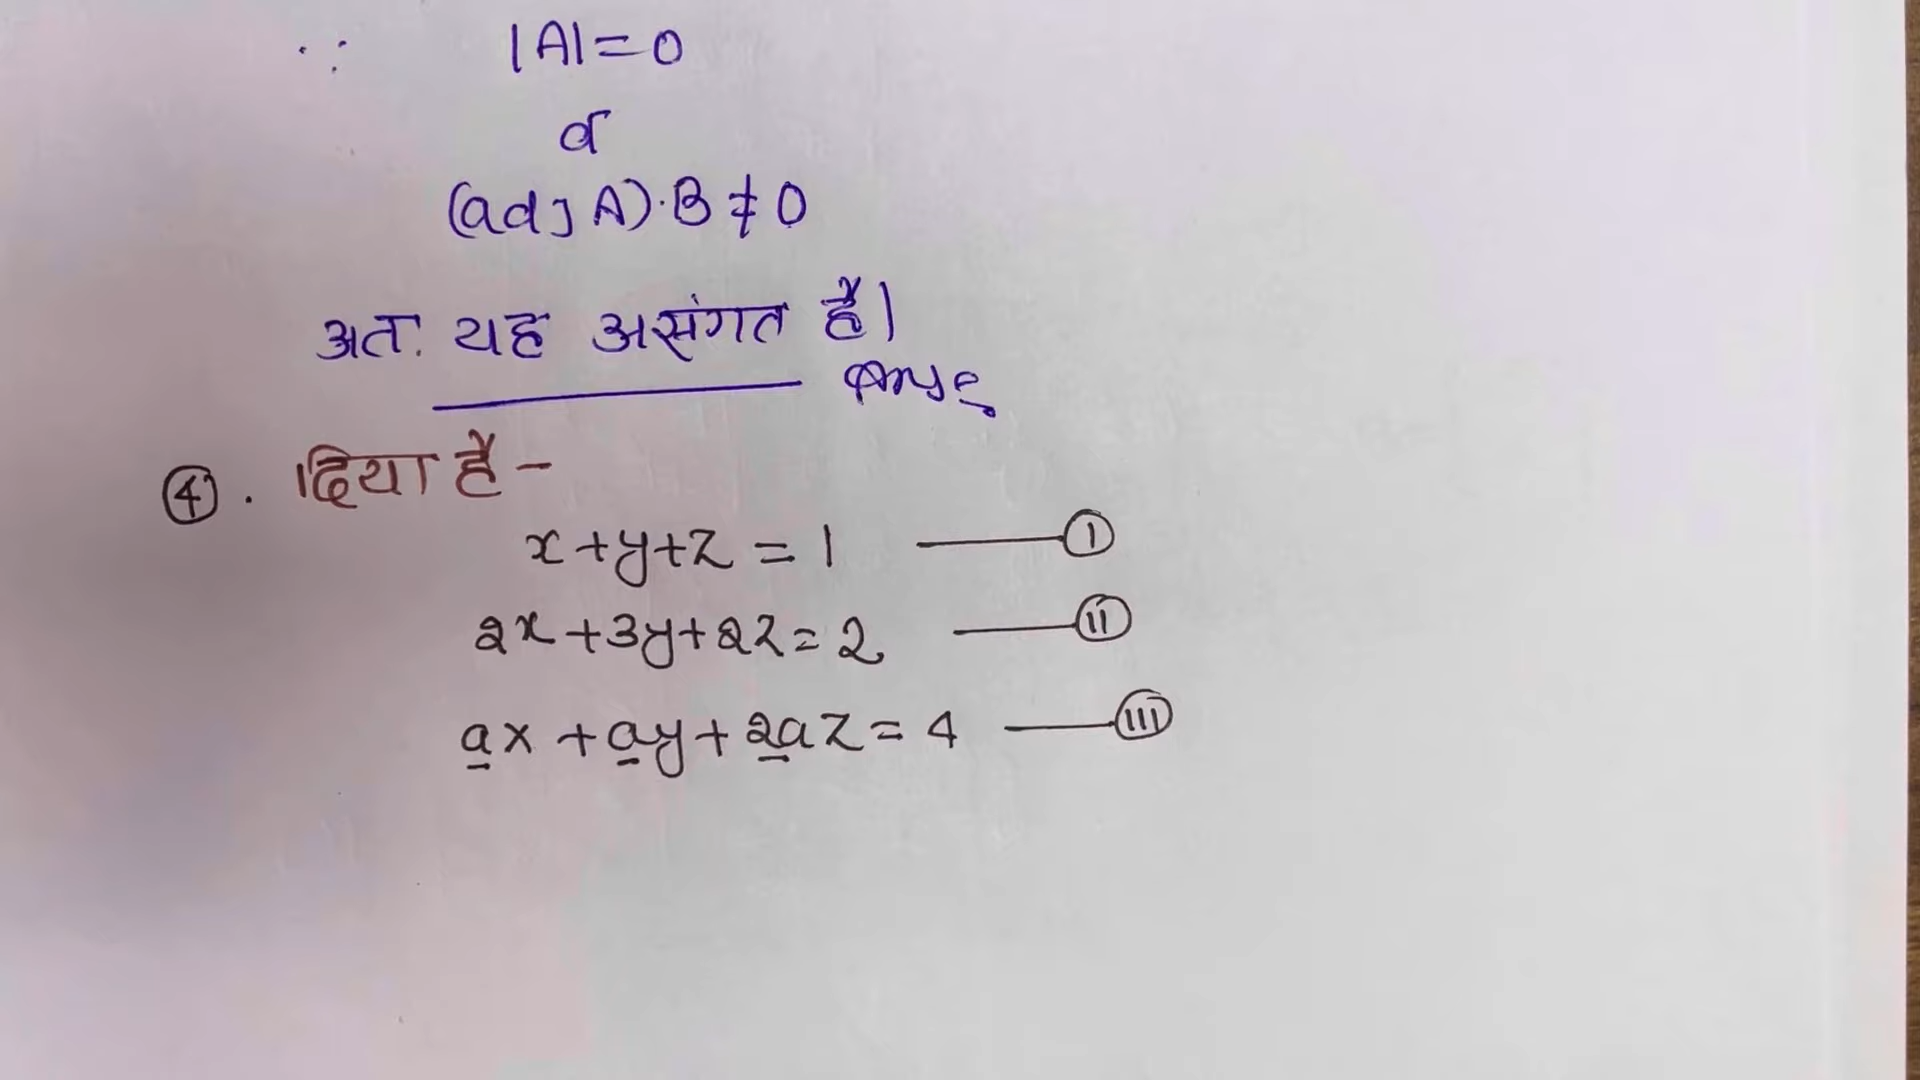 ∵ |A|=0
व
(adj A)·B≠0
अत. यह असंगत है।
Ans
④. दिया है -
x+y+z = 1 —— ①
2x+3y+2z=2 —— ⑪
ax+ay+2az=4 —— Ⅲ